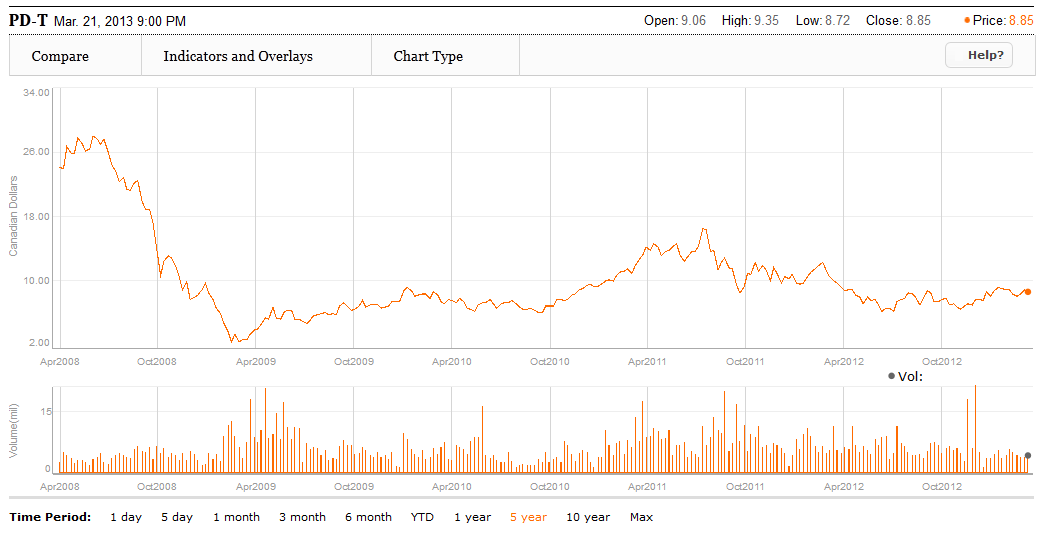 PD-T Mar. 21, 2013 9:00 PM Open: 9.06 High: 9.35 Low: 8.72 Close: 8.85 Price: 8.85
Compare Indicators and Overlays Chart Type Help?
34.00
26.00
18.00
10.00
2.00
Canadian Dollars
Apr2008 Oct2008 Apr2009 Oct2009 Apr2010 Oct2010 Apr2011 Oct2011 Apr2012 Oct2012
Vol:
15
0
Volume(mil)
Apr2008 Oct2008 Apr2009 Oct2009 Apr2010 Oct2010 Apr2011 Oct2011 Apr2012 Oct2012
Time Period: 1 day 5 day 1 month 3 month 6 month YTD 1 year 5 year 10 year Max